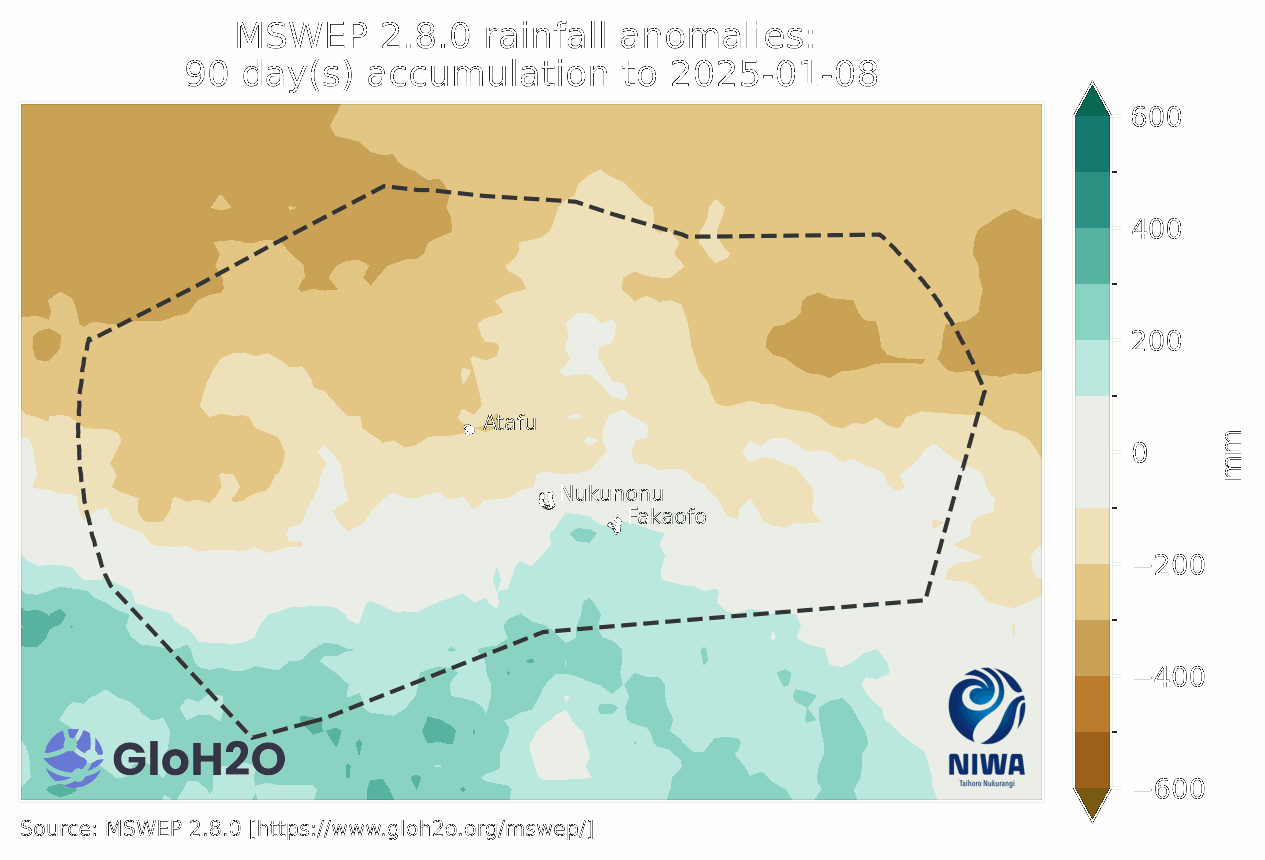 MSWEP 2.8.0 rainfall anomalies:
90 day(s) accumulation to 2025-01-08
600
400
200
0
−200
−400
−600
mm
Atafu
Nukunonu
Fakaofo
GloH2O
NIWA
Taihoro Nukurangi
Source: MSWEP 2.8.0 [https://www.gloh2o.org/mswep/]